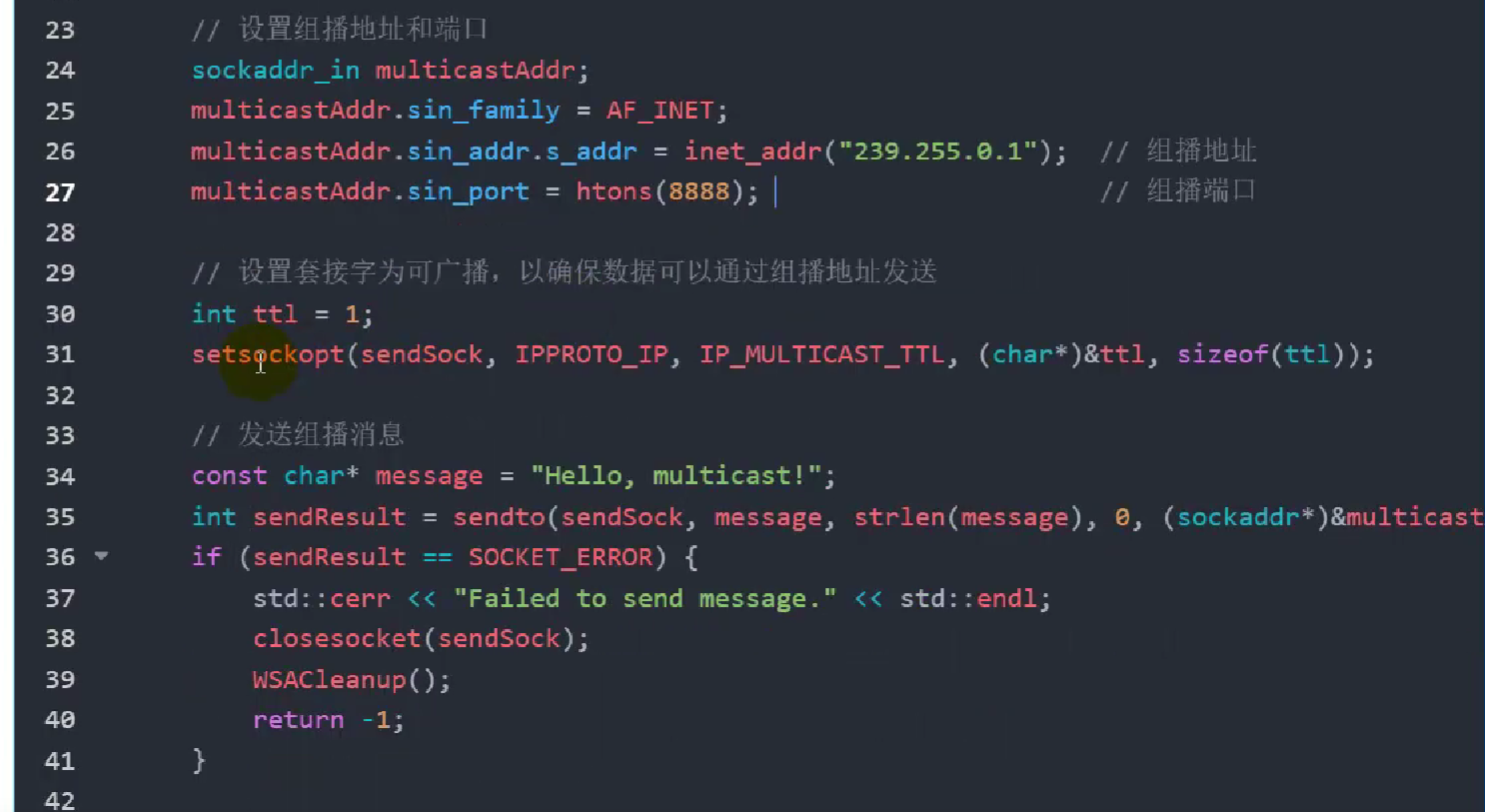 23 // 设置组播地址和端口
24 sockaddr_in multicastAddr;
25 multicastAddr.sin_family = AF_INET;
26 multicastAddr.sin_addr.s_addr = inet_addr("239.255.0.1"); // 组播地址
27 multicastAddr.sin_port = htons(8888); // 组播端口
28
29 // 设置套接字为可广播，以确保数据可以通过组播地址发送
30 int ttl = 1;
31 setsockopt(sendSock, IPPROTO_IP, IP_MULTICAST_TTL, (char*)&ttl, sizeof(ttl));
32
33 // 发送组播消息
34 const char* message = "Hello, multicast!";
35 int sendResult = sendto(sendSock, message, strlen(message), 0, (sockaddr*)&multicast
36 if (sendResult == SOCKET_ERROR) {
37 std::cerr << "Failed to send message." << std::endl;
38 closesocket(sendSock);
39 WSACleanup();
40 return -1;
41 }
42